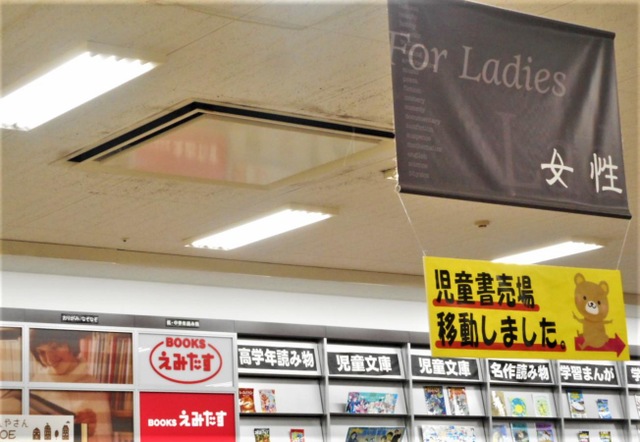 For Ladies
L
女性
児童書売場
移動しました。
BOOKS
えみたす
BOOKS えみたす
高学年読み物
児童文庫
児童文庫
名作読み物
学習まんが